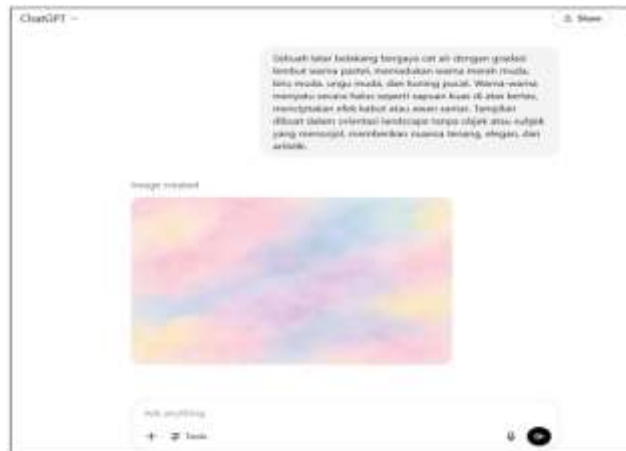 ChatGPT
Share
Sebuah latar belakang bergaya cat air dengan gradasi
lembut warna pastel, memadukan warna merah muda,
biru muda, ungu muda, dan kuning pucat. Warna-warna
menyatu secara halus seperti sapuan kuas di atas kertas,
menciptakan efek kabut atau awan samar. Tampilan
dibuat dalam orientasi landscape tanpa objek atau subjek
yang menonjol, memberikan nuansa tenang, elegan, dan
artistik.
Image created
Ask anything
Tools